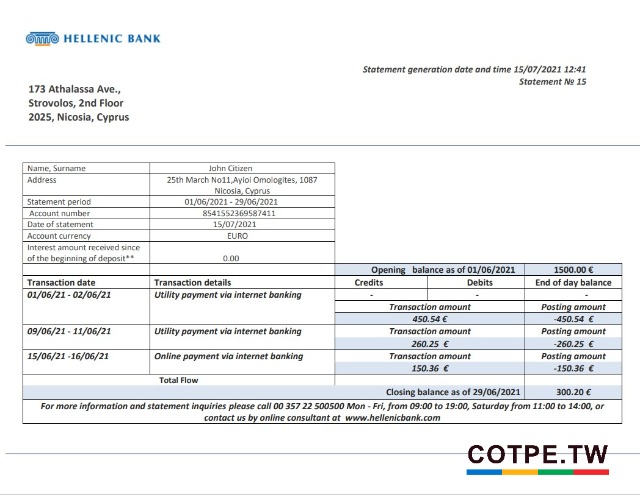 HELLENIC BANK
Statement generation date and time 15/07/2021 12:41
Statement № 15
173 Athalassa Ave.,
Strovolos, 2nd Floor
2025, Nicosia, Cyprus
Name, Surname John Citizen
Address 25th March No11,Ayioi Omologites, 1087
Nicosia, Cyprus
Statement period 01/06/2021 - 29/06/2021
Account number 8541552369587411
Date of statement 15/07/2021
Account currency EURO
Interest amount received since
of the beginning of deposit** 0.00
Opening balance as of 01/06/2021 1500.00 €
Transaction date Transaction details Credits Debits End of day balance
01/06/21 - 02/06/21 Utility payment via internet banking - - -
Transaction amount Posting amount
450.54 € -450.54 €
09/06/21 - 11/06/21 Utility payment via internet banking Transaction amount Posting amount
260.25 € -260.25 €
15/06/21 -16/06/21 Online payment via internet banking Transaction amount Posting amount
150.36 € -150.36 €
Total Flow
Closing balance as of 29/06/2021 300.20 €
For more information and statement inquiries please call 00 357 22 500500 Mon - Fri, from 09:00 to 19:00, Saturday from 11:00 to 14:00, or
contact us by online consultant at www.hellenicbank.com
COTPE.TW